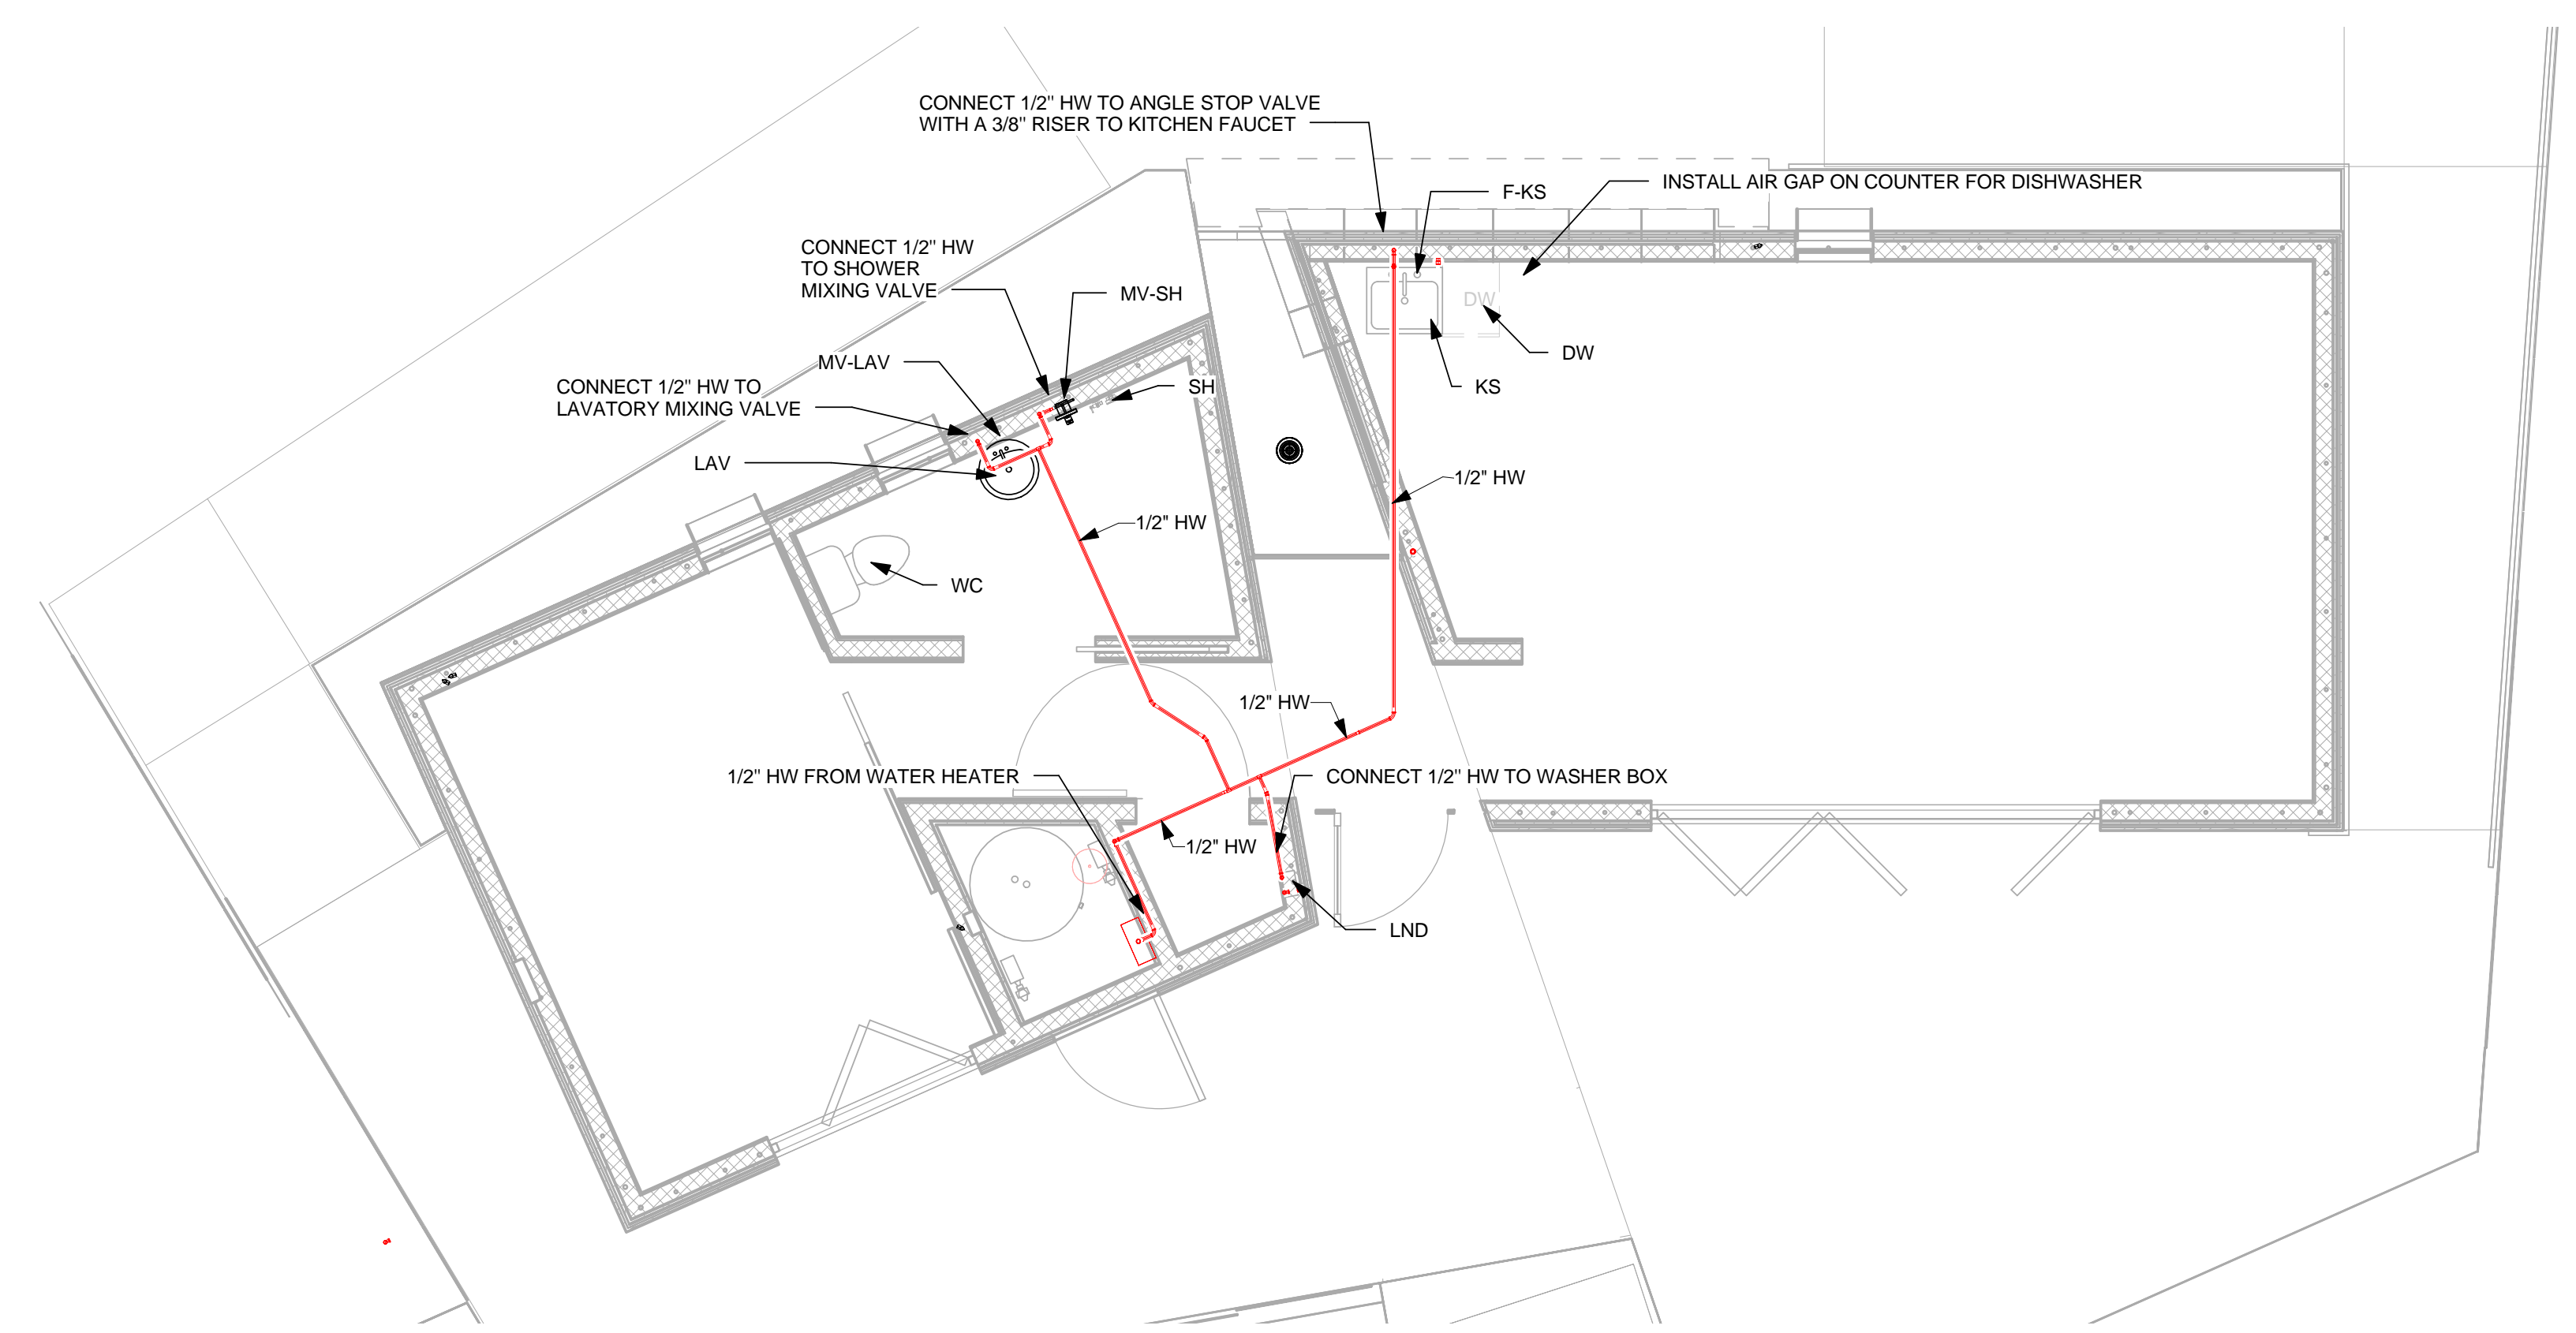 CONNECT 1/2" HW TO ANGLE STOP VALVE
WITH A 3/8" RISER TO KITCHEN FAUCET
F-KS
INSTALL AIR GAP ON COUNTER FOR DISHWASHER
CONNECT 1/2" HW
TO SHOWER
MIXING VALVE
MV-SH
DW
DW
MV-LAV
SH
KS
CONNECT 1/2" HW TO
LAVATORY MIXING VALVE
LAV
1/2" HW
1/2" HW
WC
1/2" HW
1/2" HW FROM WATER HEATER
CONNECT 1/2" HW TO WASHER BOX
1/2" HW
LND